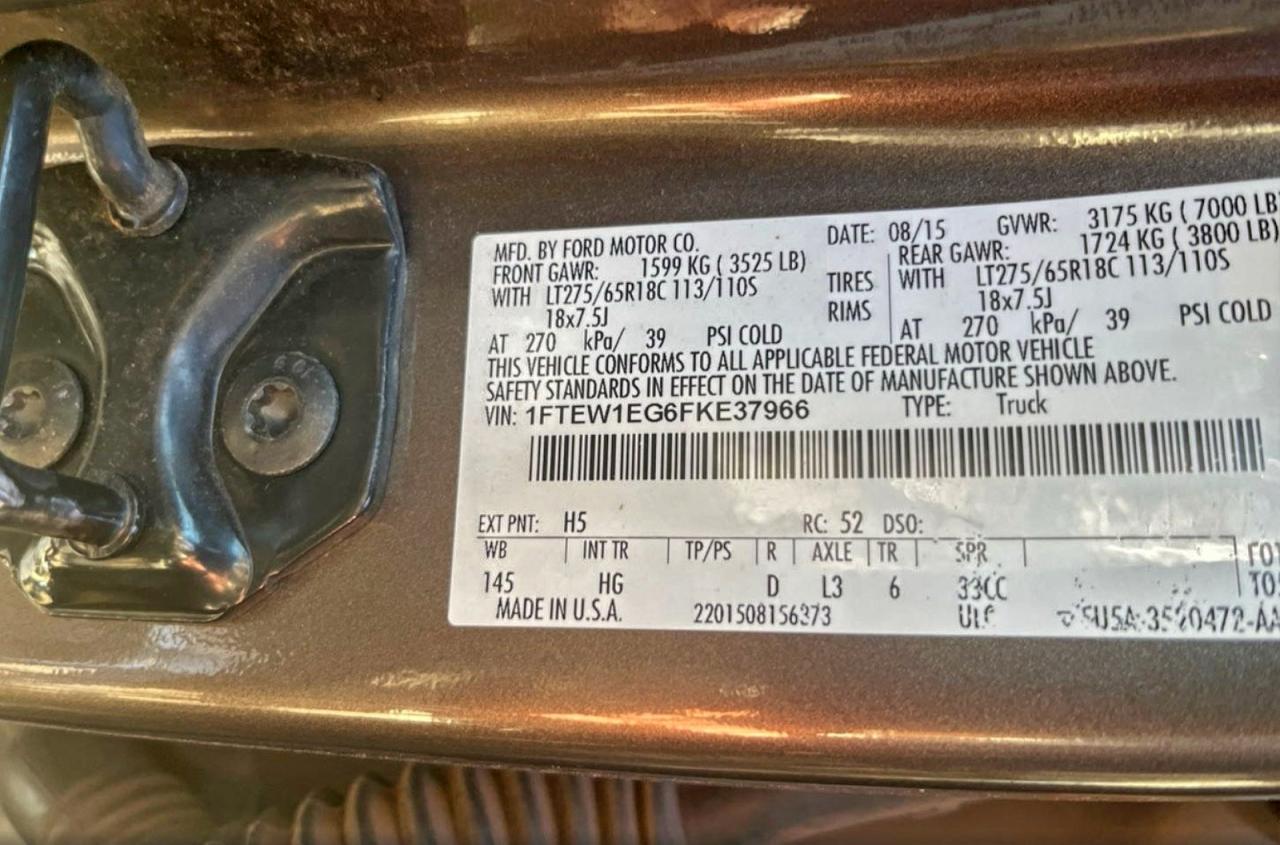 MFD. BY FORD MOTOR CO. DATE: 08/15 GVWR: 3175 KG ( 7000 LB)
FRONT GAWR: 1599 KG ( 3525 LB) REAR GAWR: 1724 KG ( 3800 LB)
WITH LT275/65R18C 113/110S TIRES WITH LT275/65R18C 113/110S
18x7.5J RIMS 18x7.5J
AT 270 kPa/ 39 PSI COLD AT 270 kPa/ 39 PSI COLD
THIS VEHICLE CONFORMS TO ALL APPLICABLE FEDERAL MOTOR VEHICLE
SAFETY STANDARDS IN EFFECT ON THE DATE OF MANUFACTURE SHOWN ABOVE.
VIN: 1FTEW1EG6FKE37966 TYPE: Truck
EXT PNT: H5 RC: 52 DSO:
WB INT TR TP/PS R AXLE TR SPR
145 HG D L3 6 33CC
MADE IN U.S.A. 2201508156373